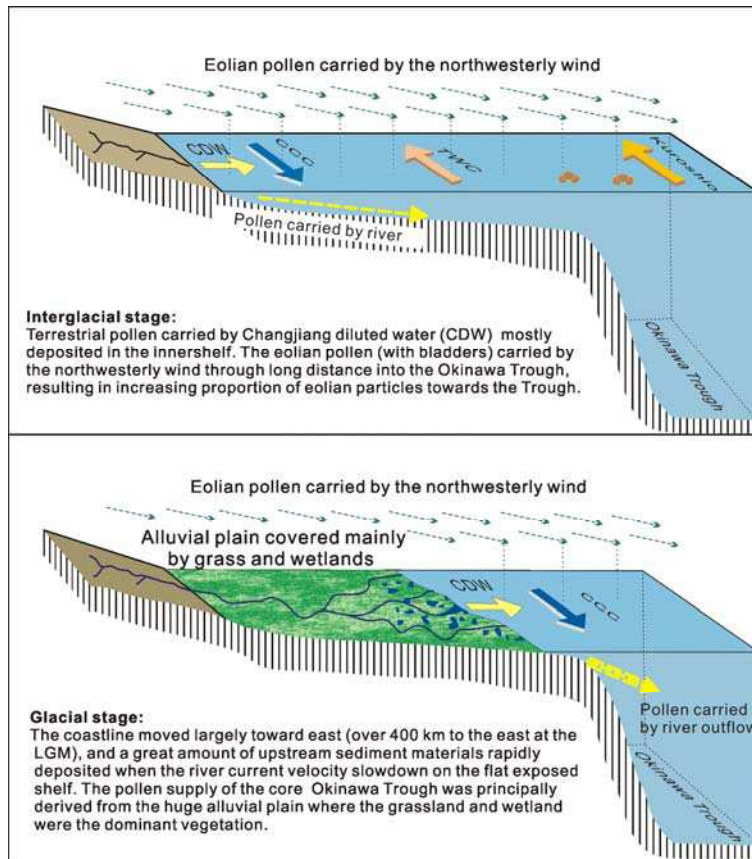 Eolian pollen carried by the northwesterly wind
CDW
CCC
TWC
Kuroshio
Pollen carried by river
Interglacial stage:
Terrestrial pollen carried by Changjiang diluted water (CDW) mostly
deposited in the innershelf. The eolian pollen (with bladders) carried by
the northwesterly wind through long distance into the Okinawa Trough,
resulting in increasing proportion of eolian particles towards the Trough.
Okinawa Trough
Eolian pollen carried by the northwesterly wind
Alluvial plain covered mainly
by grass and wetlands
CDW
CCC
Pollen carried
by river outflow
Glacial stage:
The coastline moved largely toward east (over 400 km to the east at the
LGM), and a great amount of upstream sediment materials rapidly
deposited when the river current velocity slowdown on the flat exposed
shelf. The pollen supply of the core Okinawa Trough was principally
derived from the huge alluvial plain where the grassland and wetland
were the dominant vegetation.
Okinawa Trough